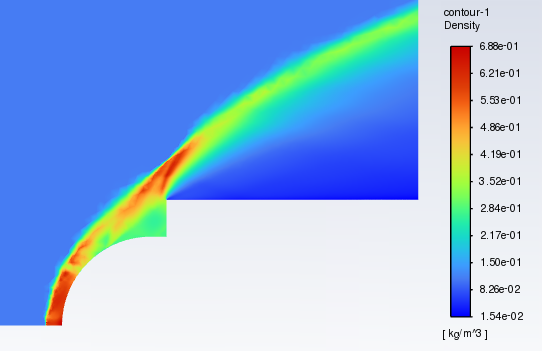 contour-1
Density
6.88e-01
6.21e-01
5.53e-01
4.86e-01
4.19e-01
3.52e-01
2.84e-01
2.17e-01
1.50e-01
8.26e-02
1.54e-02
[ kg/m^3 ]